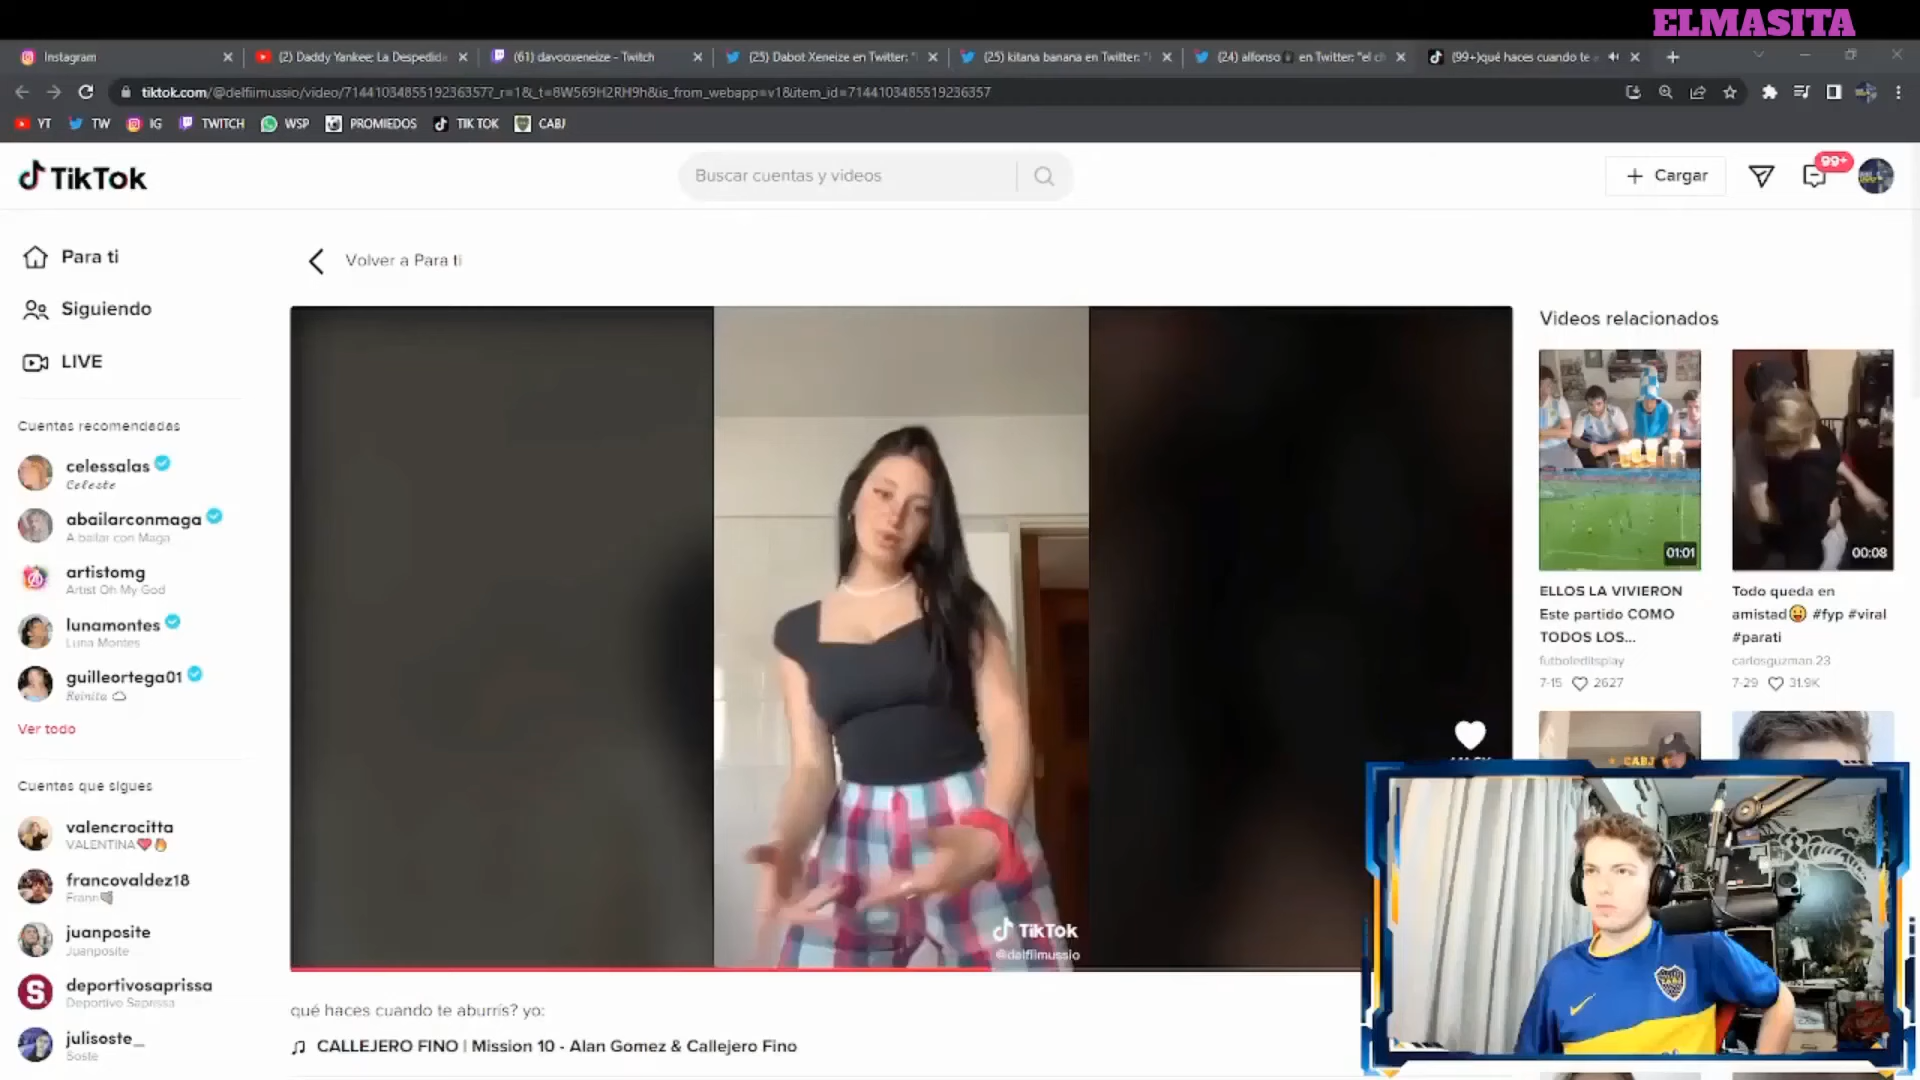 ELMASITA
Instagram
(2) Daddy Yankee: La Despedida
(61) davooxeneize - Twitch
(25) Dabot Xeneize en Twitter: "
(25) kitana banana en Twitter: "
(24) alfonso en Twitter: "el c
(99+)qué haces cuando te a
tiktok.com/@delfiimussio/video/7144103485519236357?_r=1&_t=8W569H2RH9h&is_from_webapp=v1&item_id=7144103485519236357
YT
TW
IG
TWITCH
WSP
PROMIEDOS
TIK TOK
CABJ
TikTok
Buscar cuentas y videos
Cargar
99+
Para ti
Siguiendo
LIVE
Cuentas recomendadas
celessalas
Celeste
abailarconmaga
A bailar con Maga
artistomg
Artist Oh My God
lunamontes
Luna Montes
guilleortega01
Reinita
Ver todo
Cuentas que sigues
valencrocitta
VALENTINA
francovaldez18
Frann
juanposite
Juanposite
deportivosaprissa
Deportivo Saprissa
julisoste_
Soste
Volver a Para ti
TikTok
@delfiimussio
qué haces cuando te aburrís? yo:
CALLEJERO FINO | Mission 10 - Alan Gomez & Callejero Fino
Videos relacionados
01:01
ELLOS LA VIVIERON
Este partido COMO
TODOS LOS...
futboleditsplay
7-15 2627
00:08
Todo queda en
amistad #fyp #viral
#parati
carlosguzman.23
7-29 31.9K
CABJ